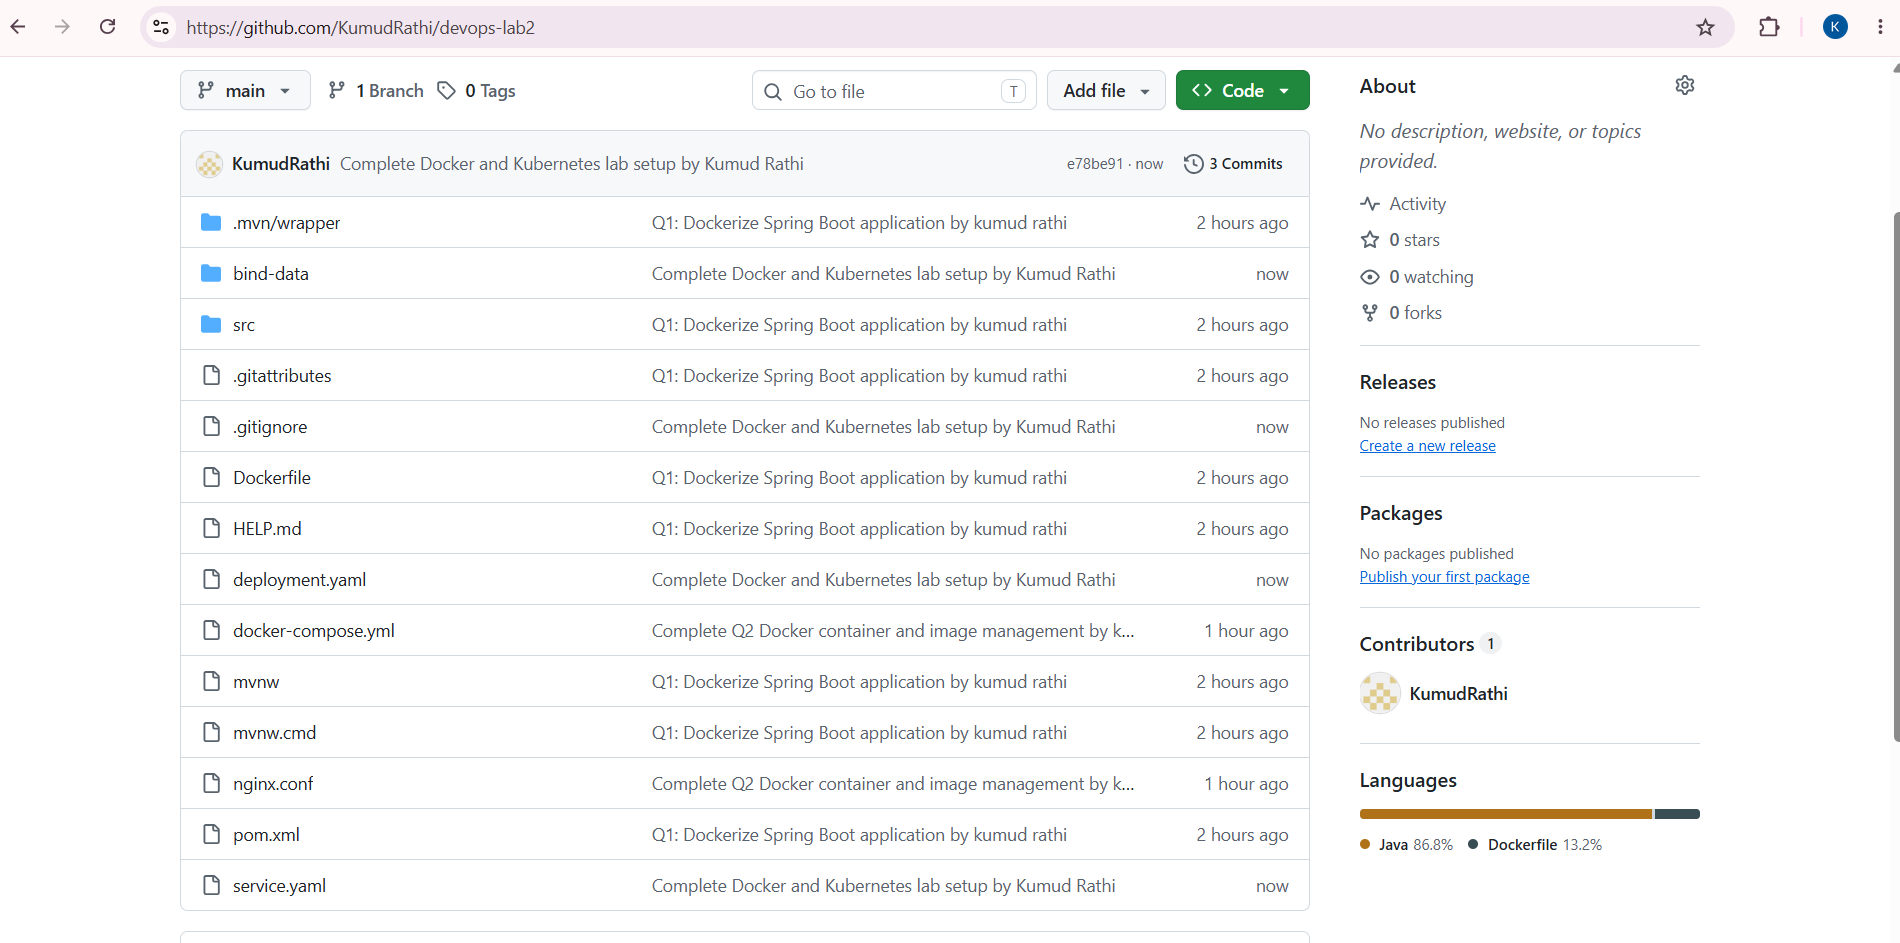 https://github.com/KumudRathi/devops-lab2
K
main
1 Branch
0 Tags
Go to file
T
Add file
Code
KumudRathi Complete Docker and Kubernetes lab setup by Kumud Rathi e78be91 · now 3 Commits
.mvn/wrapper Q1: Dockerize Spring Boot application by kumud rathi 2 hours ago
bind-data Complete Docker and Kubernetes lab setup by Kumud Rathi now
src Q1: Dockerize Spring Boot application by kumud rathi 2 hours ago
.gitattributes Q1: Dockerize Spring Boot application by kumud rathi 2 hours ago
.gitignore Complete Docker and Kubernetes lab setup by Kumud Rathi now
Dockerfile Q1: Dockerize Spring Boot application by kumud rathi 2 hours ago
HELP.md Q1: Dockerize Spring Boot application by kumud rathi 2 hours ago
deployment.yaml Complete Docker and Kubernetes lab setup by Kumud Rathi now
docker-compose.yml Complete Q2 Docker container and image management by k... 1 hour ago
mvnw Q1: Dockerize Spring Boot application by kumud rathi 2 hours ago
mvnw.cmd Q1: Dockerize Spring Boot application by kumud rathi 2 hours ago
nginx.conf Complete Q2 Docker container and image management by k... 1 hour ago
pom.xml Q1: Dockerize Spring Boot application by kumud rathi 2 hours ago
service.yaml Complete Docker and Kubernetes lab setup by Kumud Rathi now
About
No description, website, or topics
provided.
Activity
0 stars
0 watching
0 forks
Releases
No releases published
Create a new release
Packages
No packages published
Publish your first package
Contributors 1
KumudRathi
Languages
Java 86.8% Dockerfile 13.2%